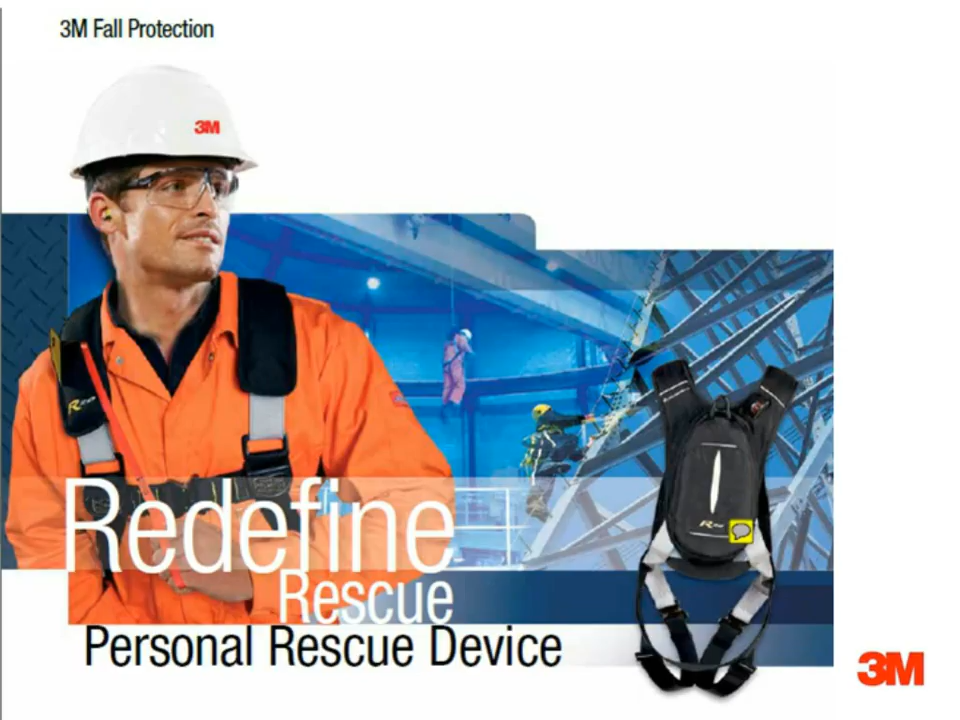 3M Fall Protection
3M
Redefine
Rescue
Personal Rescue Device
3M